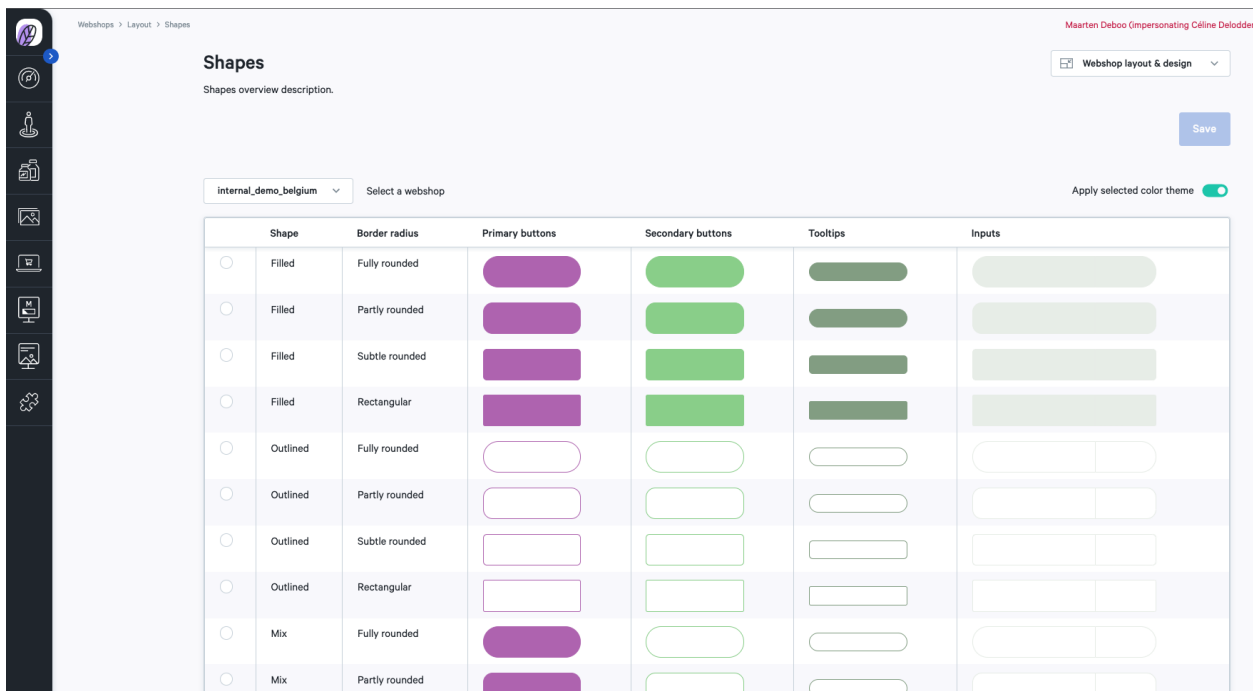 Webshops > Layout > Shapes
Maarten Deboo (impersonating Céline Delodder
Shapes
Webshop layout & design
Shapes overview description.
Save
internal_demo_belgium
Select a webshop
Apply selected color theme
Shape Border radius Primary buttons Secondary buttons Tooltips Inputs
Filled Fully rounded
Filled Partly rounded
Filled Subtle rounded
Filled Rectangular
Outlined Fully rounded
Outlined Partly rounded
Outlined Subtle rounded
Outlined Rectangular
Mix Fully rounded
Mix Partly rounded